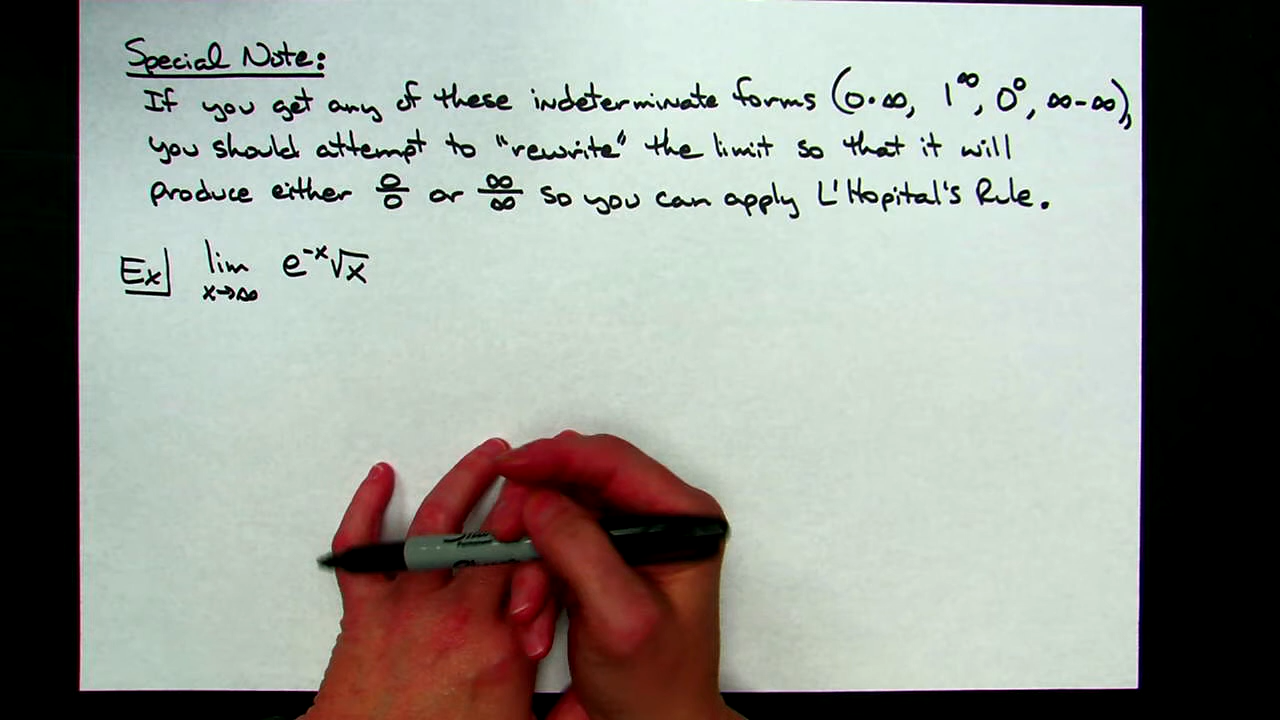 Special Note:
If you get any of these indeterminate forms (0·∞, 1^∞, 0^0, ∞-∞),
you should attempt to "rewrite" the limit so that it will
produce either 0/0 or ∞/∞ so you can apply L'Hopital's Rule.
Ex| lim x→∞ e^-x √x